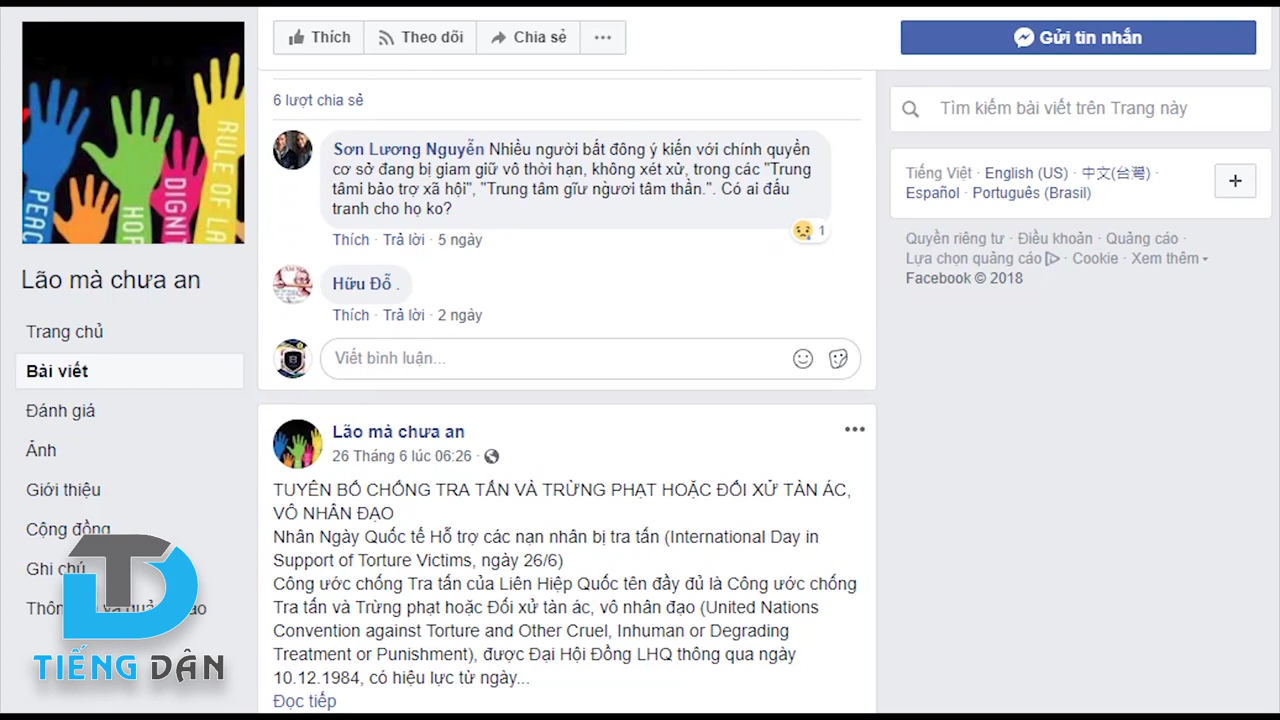 Thích
Theo dõi
Chia sẻ
Gửi tin nhắn
PEAC
HOP
DIGNIT
RULE OF LA
Lão mà chưa an
Trang chủ
Bài viết
Đánh giá
Ảnh
Giới thiệu
Cộng đồng
Ghi chú
TIẾNG DÂN
6 lượt chia sẻ
Sơn Lương Nguyễn Nhiều người bất đông ý kiến với chính quyền
cơ sở đang bị giam giữ vô thời hạn, không xét xử, trong các "Trung
tâmi bảo trợ xã hội", "Trung tâm gĩư ngừơi tâm thần.". Có ai đấu
tranh cho họ ko?
1
Thích · Trả lời · 5 ngày
Hữu Đỗ .
Thích · Trả lời · 2 ngày
Viết bình luận...
Lão mà chưa an
26 Tháng 6 lúc 06:26 ·
TUYÊN BỐ CHỐNG TRA TẤN VÀ TRỪNG PHẠT HOẶC ĐỐI XỬ TÀN ÁC,
VÔ NHÂN ĐẠO
Nhân Ngày Quốc tế Hỗ trợ các nạn nhân bị tra tấn (International Day in
Support of Torture Victims, ngày 26/6)
Công ước chống Tra tấn của Liên Hiệp Quốc tên đầy đủ là Công ước chống
Tra tấn và Trừng phạt hoặc Đối xử tàn ác, vô nhân đạo (United Nations
Convention against Torture and Other Cruel, Inhuman or Degrading
Treatment or Punishment), được Đại Hội Đồng LHQ thông qua ngày
10.12.1984, có hiệu lực từ ngày...
Đọc tiếp
Tìm kiếm bài viết trên Trang này
Tiếng Việt · English (US) · 中文(台灣) ·
Español · Português (Brasil)
Quyền riêng tư · Điều khoản · Quảng cáo ·
Lựa chọn quảng cáo · Cookie · Xem thêm
Facebook © 2018